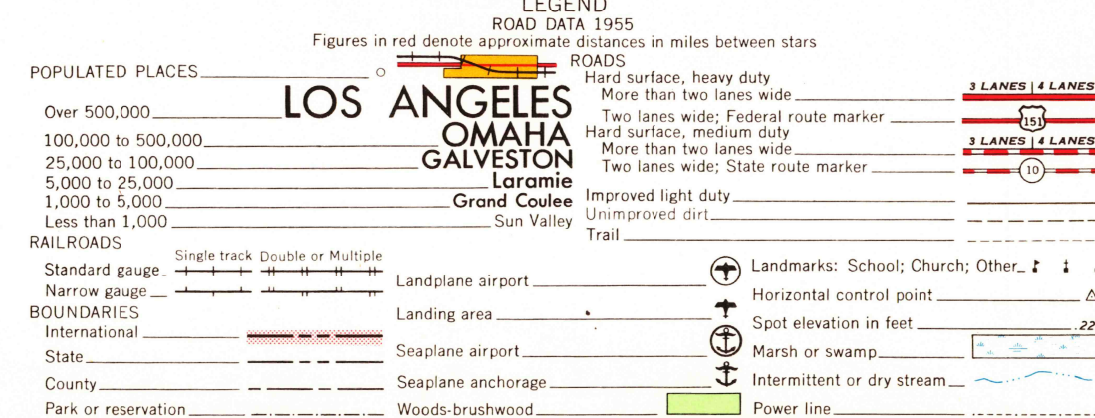 LEGEND
ROAD DATA 1955
Figures in red denote approximate distances in miles between stars
POPULATED PLACES
Over 500,000 LOS ANGELES
100,000 to 500,000 OMAHA
25,000 to 100,000 GALVESTON
5,000 to 25,000 Laramie
1,000 to 5,000 Grand Coulee
Less than 1,000 Sun Valley
ROADS
Hard surface, heavy duty
More than two lanes wide 3 LANES | 4 LANES
Two lanes wide; Federal route marker 151
Hard surface, medium duty
More than two lanes wide 3 LANES | 4 LANES
Two lanes wide; State route marker 10
Improved light duty
Unimproved dirt
Trail
RAILROADS
Single track Double or Multiple
Standard gauge
Narrow gauge
BOUNDARIES
International
State
County
Park or reservation
Landplane airport
Landing area
Seaplane airport
Seaplane anchorage
Woods-brushwood
Landmarks: School; Church; Other
Horizontal control point
Spot elevation in feet .22
Marsh or swamp
Intermittent or dry stream
Power line